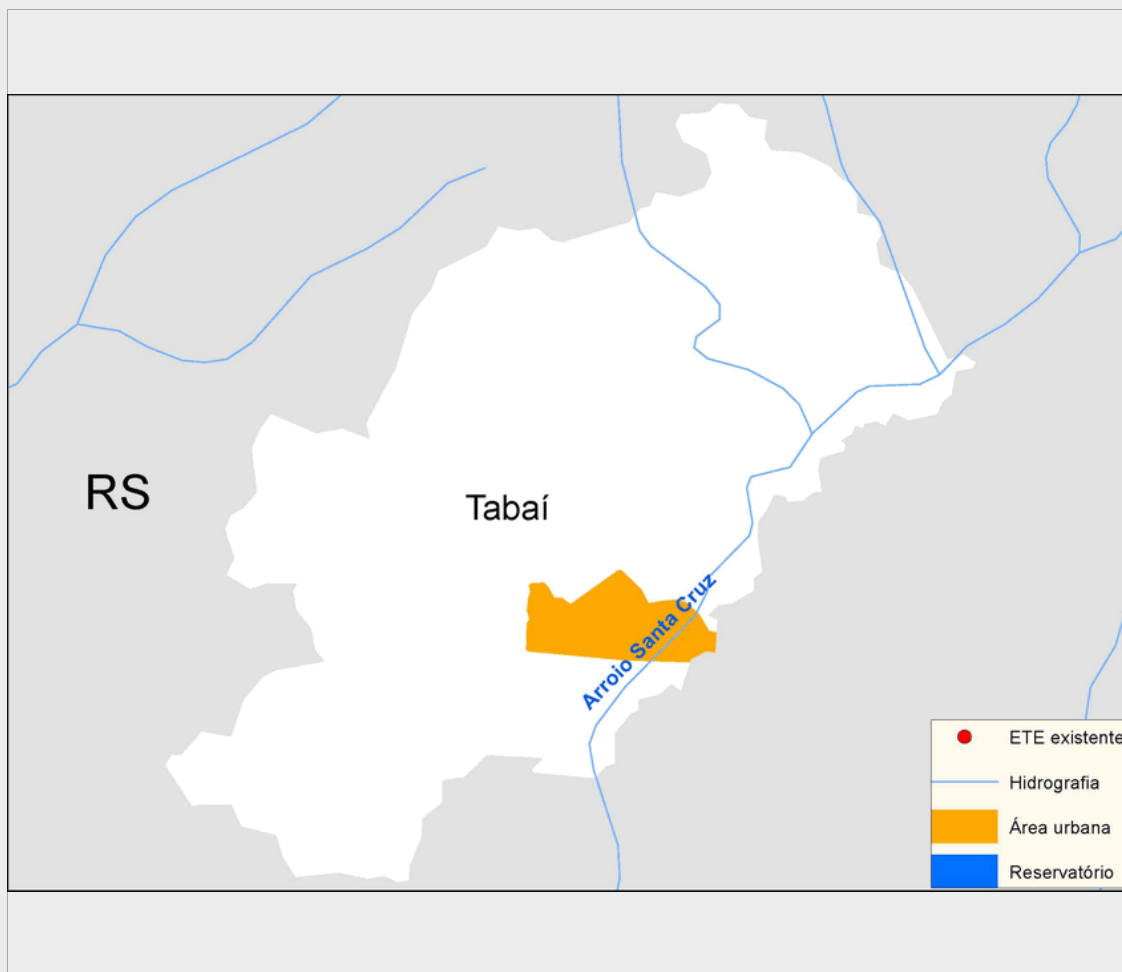 RS
Tabaí
Arroio Santa Cruz
ETE existente
Hidrografia
Área urbana
Reservatório